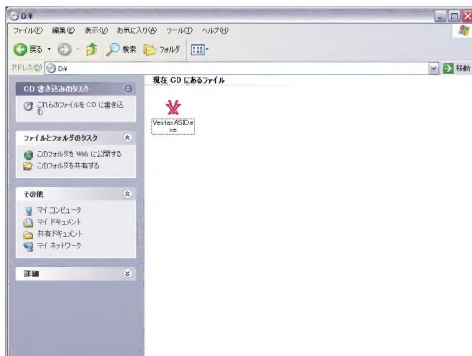 D:¥
ファイル(F) 編集(E) 表示(V) お気に入り(A) ツール(T) ヘルプ(H)
戻る 検索 フォルダ
アドレス(D) D:¥ 移動
現在 CD にあるファイル
CD 書き込みのタスク
これらのファイルを CD に書き込
む
VestaxASID.e
xe
ファイルとフォルダのタスク
このフォルダを Web に公開する
このフォルダを共有する
その他
マイ コンピュータ
マイ ドキュメント
共有ドキュメント
マイ ネットワーク
詳細